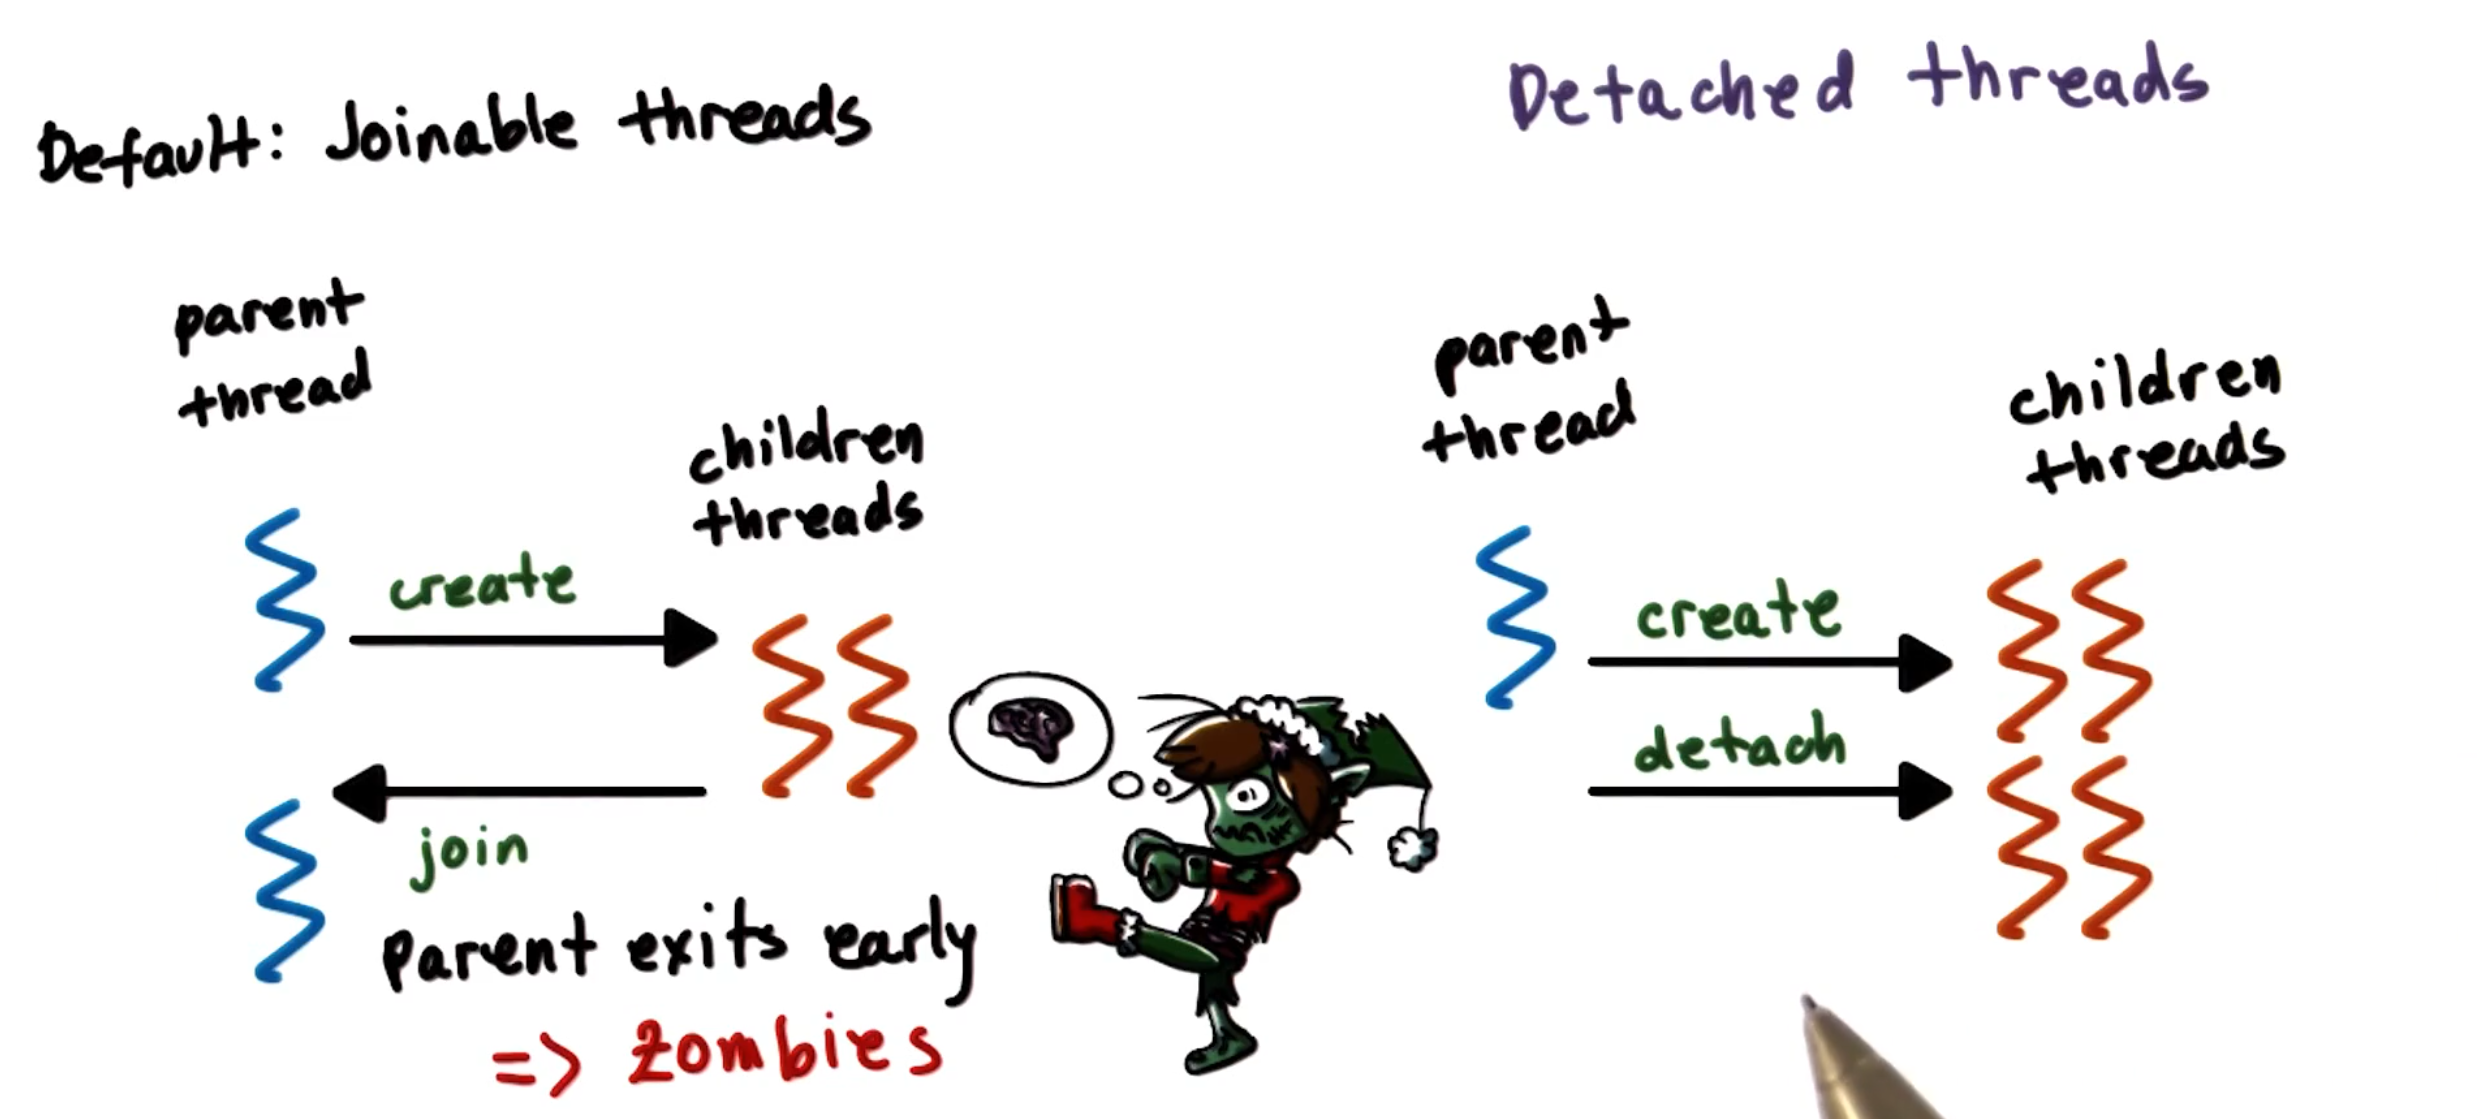 Default: Joinable threads
parent
thread
children
threads
create
join
parent exits early
=> zombies
Detached threads
parent
thread
children
threads
create
detach